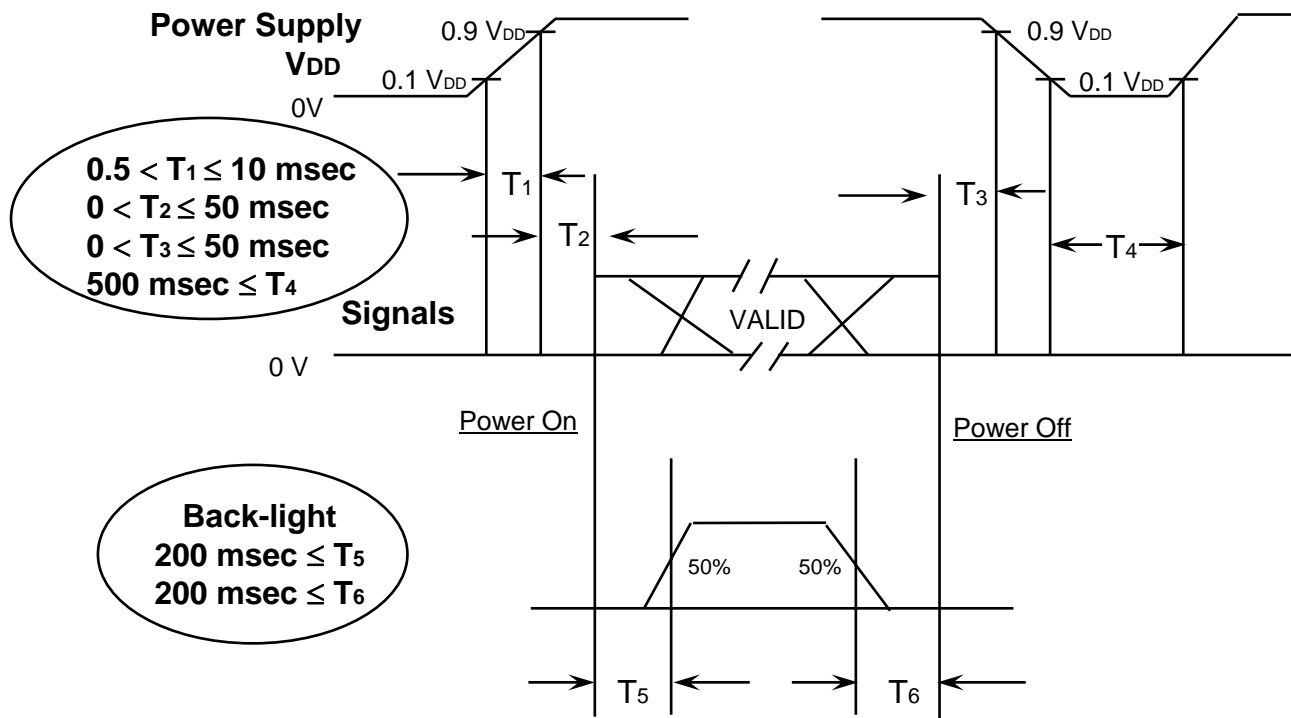 Power Supply
VDD
0.9 VDD
0.1 VDD
0V
0.9 VDD
0.1 VDD
0.5 < T1 ≤ 10 msec
0 < T2 ≤ 50 msec
0 < T3 ≤ 50 msec
500 msec ≤ T4
T1
T2
T3
T4
Signals
VALID
0 V
Power On
Power Off
Back-light
200 msec ≤ T5
200 msec ≤ T6
50%
50%
T5
T6